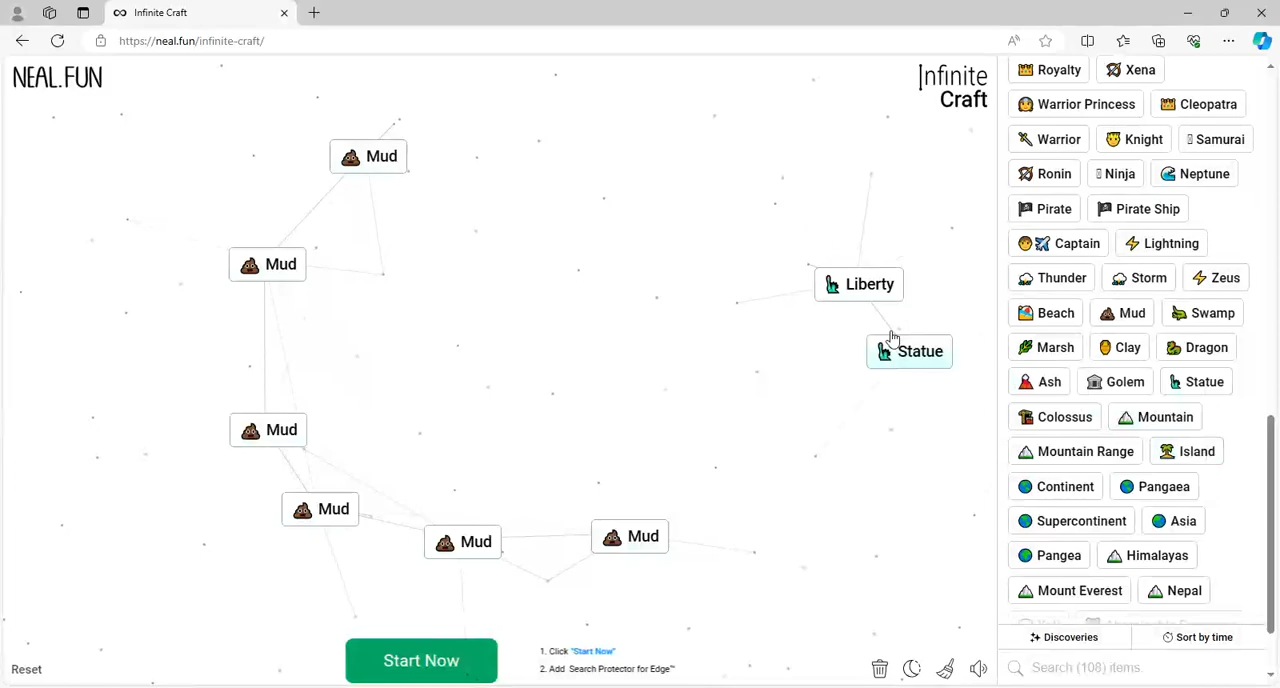 Infinite Craft
https://neal.fun/infinite-craft/
NEAL.FUN
Infinite
Craft
Mud
Mud
Liberty
Statue
Mud
Mud
Mud
Mud
Start Now
1. Click "Start Now"
2. Add Search Protector for Edge™
Reset
Royalty Xena
Warrior Princess Cleopatra
Warrior Knight Samurai
Ronin Ninja Neptune
Pirate Pirate Ship
Captain Lightning
Thunder Storm Zeus
Beach Mud Swamp
Marsh Clay Dragon
Ash Golem Statue
Colossus Mountain
Mountain Range Island
Continent Pangaea
Supercontinent Asia
Pangea Himalayas
Mount Everest Nepal
Discoveries Sort by time
Search (108) items...